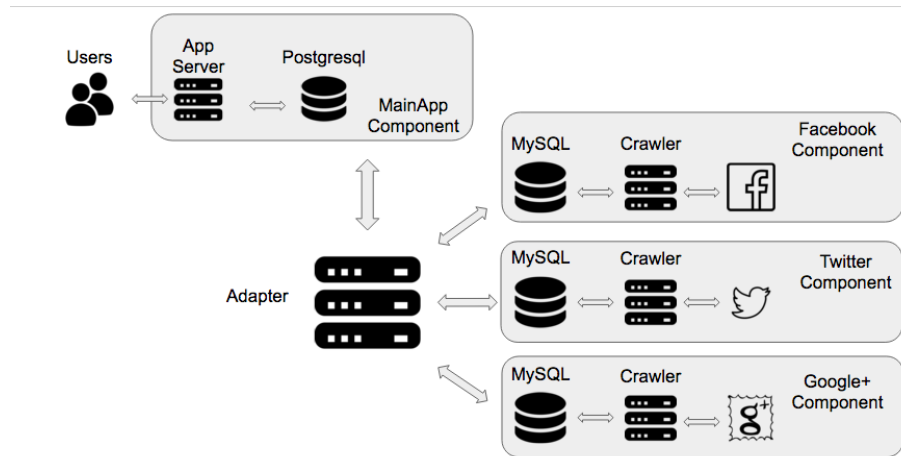 Users
App
Server
Postgresql
MainApp
Component
Adapter
MySQL
Crawler
Facebook
Component
MySQL
Crawler
Twitter
Component
MySQL
Crawler
Google+
Component
f
g+